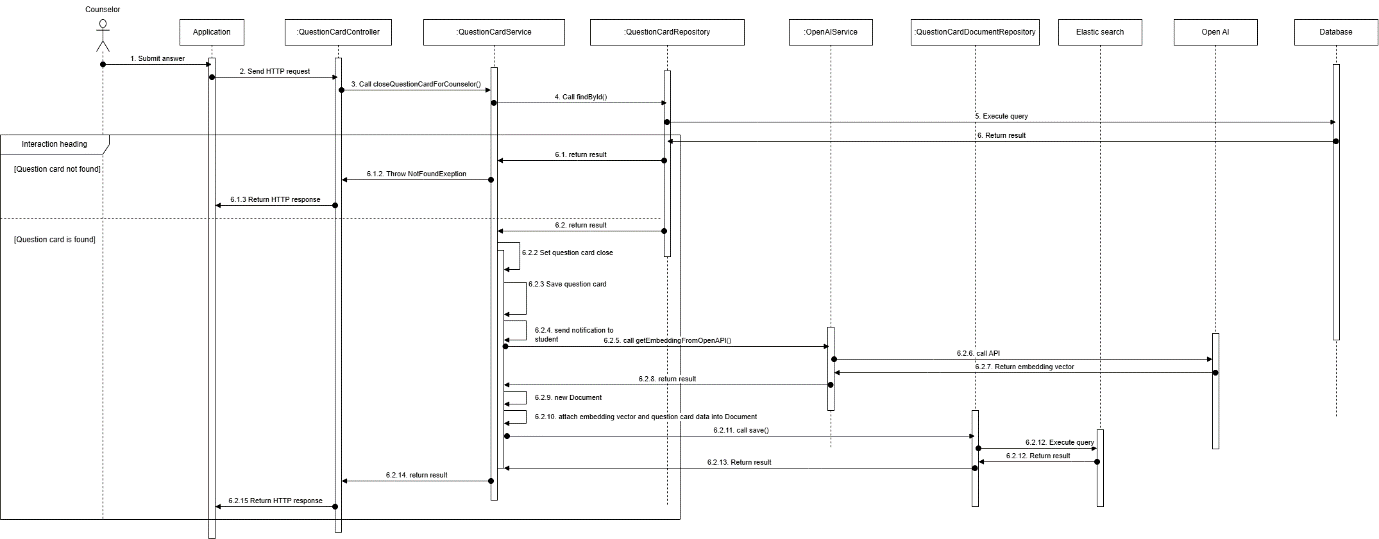 Counselor
Application
:QuestionCardController
:QuestionCardService
:QuestionCardRepository
:OpenAIService
:QuestionCardDocumentRepository
Elastic search
Open AI
Database
1. Submit answer
2. Send HTTP request
3. Call closeQuestionCardForCounselor()
4. Call findById()
5. Execute query
6. Return result
Interaction heading
6.1. return result
[Question card not found]
6.1.2. Throw NotFoundExeption
6.1.3 Return HTTP response
6.2. return result
[Question card is found]
6.2.2 Set question card close
6.2.3 Save question card
6.2.4. send notification to
student
6.2.5. call getEmbeddingFromOpenAPI()
6.2.6. call API
6.2.7. Return embedding vector
6.2.8. return result
6.2.9. new Document
6.2.10. attach embedding vector and question card data into Document
6.2.11. call save()
6.2.12. Execute query
6.2.12. Return result
6.2.13. Return result
6.2.14. return result
6.2.15 Return HTTP response